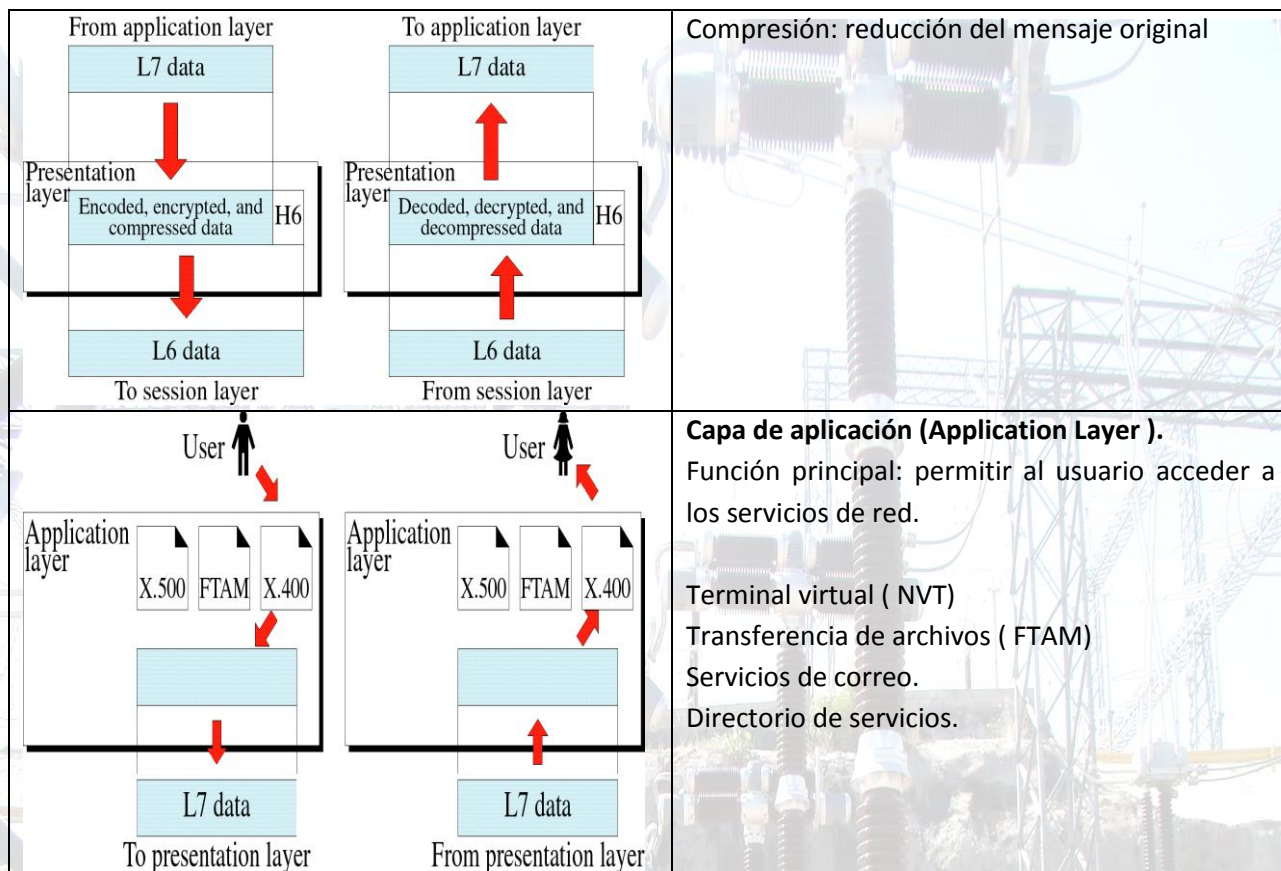 From application layer
L7 data
Presentation
layer
Encoded, encrypted, and
compressed data
H6
L6 data
To session layer
To application layer
L7 data
Presentation
layer
Decoded, decrypted, and
decompressed data
H6
L6 data
From session layer
Compresión: reducción del mensaje original
User
Application
layer
X.500 FTAM X.400
L7 data
To presentation layer
User
Application
layer
X.500 FTAM X.400
L7 data
From presentation layer
Capa de aplicación (Application Layer ).
Función principal: permitir al usuario acceder a
los servicios de red.
Terminal virtual ( NVT)
Transferencia de archivos ( FTAM)
Servicios de correo.
Directorio de servicios.